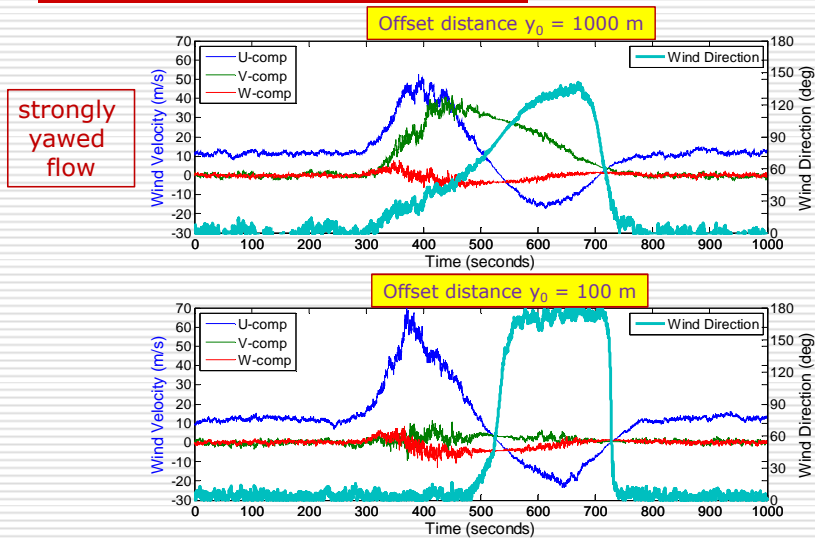 Offset distance y0 = 1000 m
strongly
yawed
flow
Wind Velocity (m/s)
70
60
50
40
30
20
10
0
-10
-20
-30
U-comp
V-comp
W-comp
Wind Direction
180
150
120
90
60
30
0
Wind Direction (deg)
0 100 200 300 400 500 600 700 800 900 1000
Time (seconds)
Offset distance y0 = 100 m
Wind Velocity (m/s)
70
60
50
40
30
20
10
0
-10
-20
-30
U-comp
V-comp
W-comp
Wind Direction
180
150
120
90
60
30
0
Wind Direction (deg)
0 100 200 300 400 500 600 700 800 900 1000
Time (seconds)